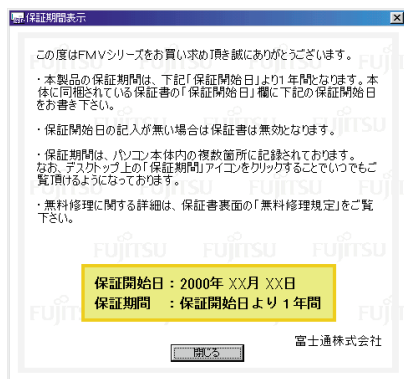 保証期間表示
この度はFMVシリーズをお買い求め頂き誠にありがとうございます。
・本製品の保証期間は、下記「保証開始日」より1年間となります。本
体に同梱されている保証書の「保証開始日」欄に下記の保証開始日
をお書き下さい。
・保証開始日の記入が無い場合は保証書は無効となります。
・保証期間は、パソコン本体内の複数箇所に記録されております。
なお、デスクトップ上の「保証期間」アイコンをクリックすることでいつでもご
覧頂けるようになっております。
・無料修理に関する詳細は、保証書裏面の「無料修理規定」をご覧
下さい。
保証開始日：2000年 XX月 XX日
保証期間　：保証開始日より1年間
富士通株式会社
閉じる
FUJITSU FUJITSU FUJITSU